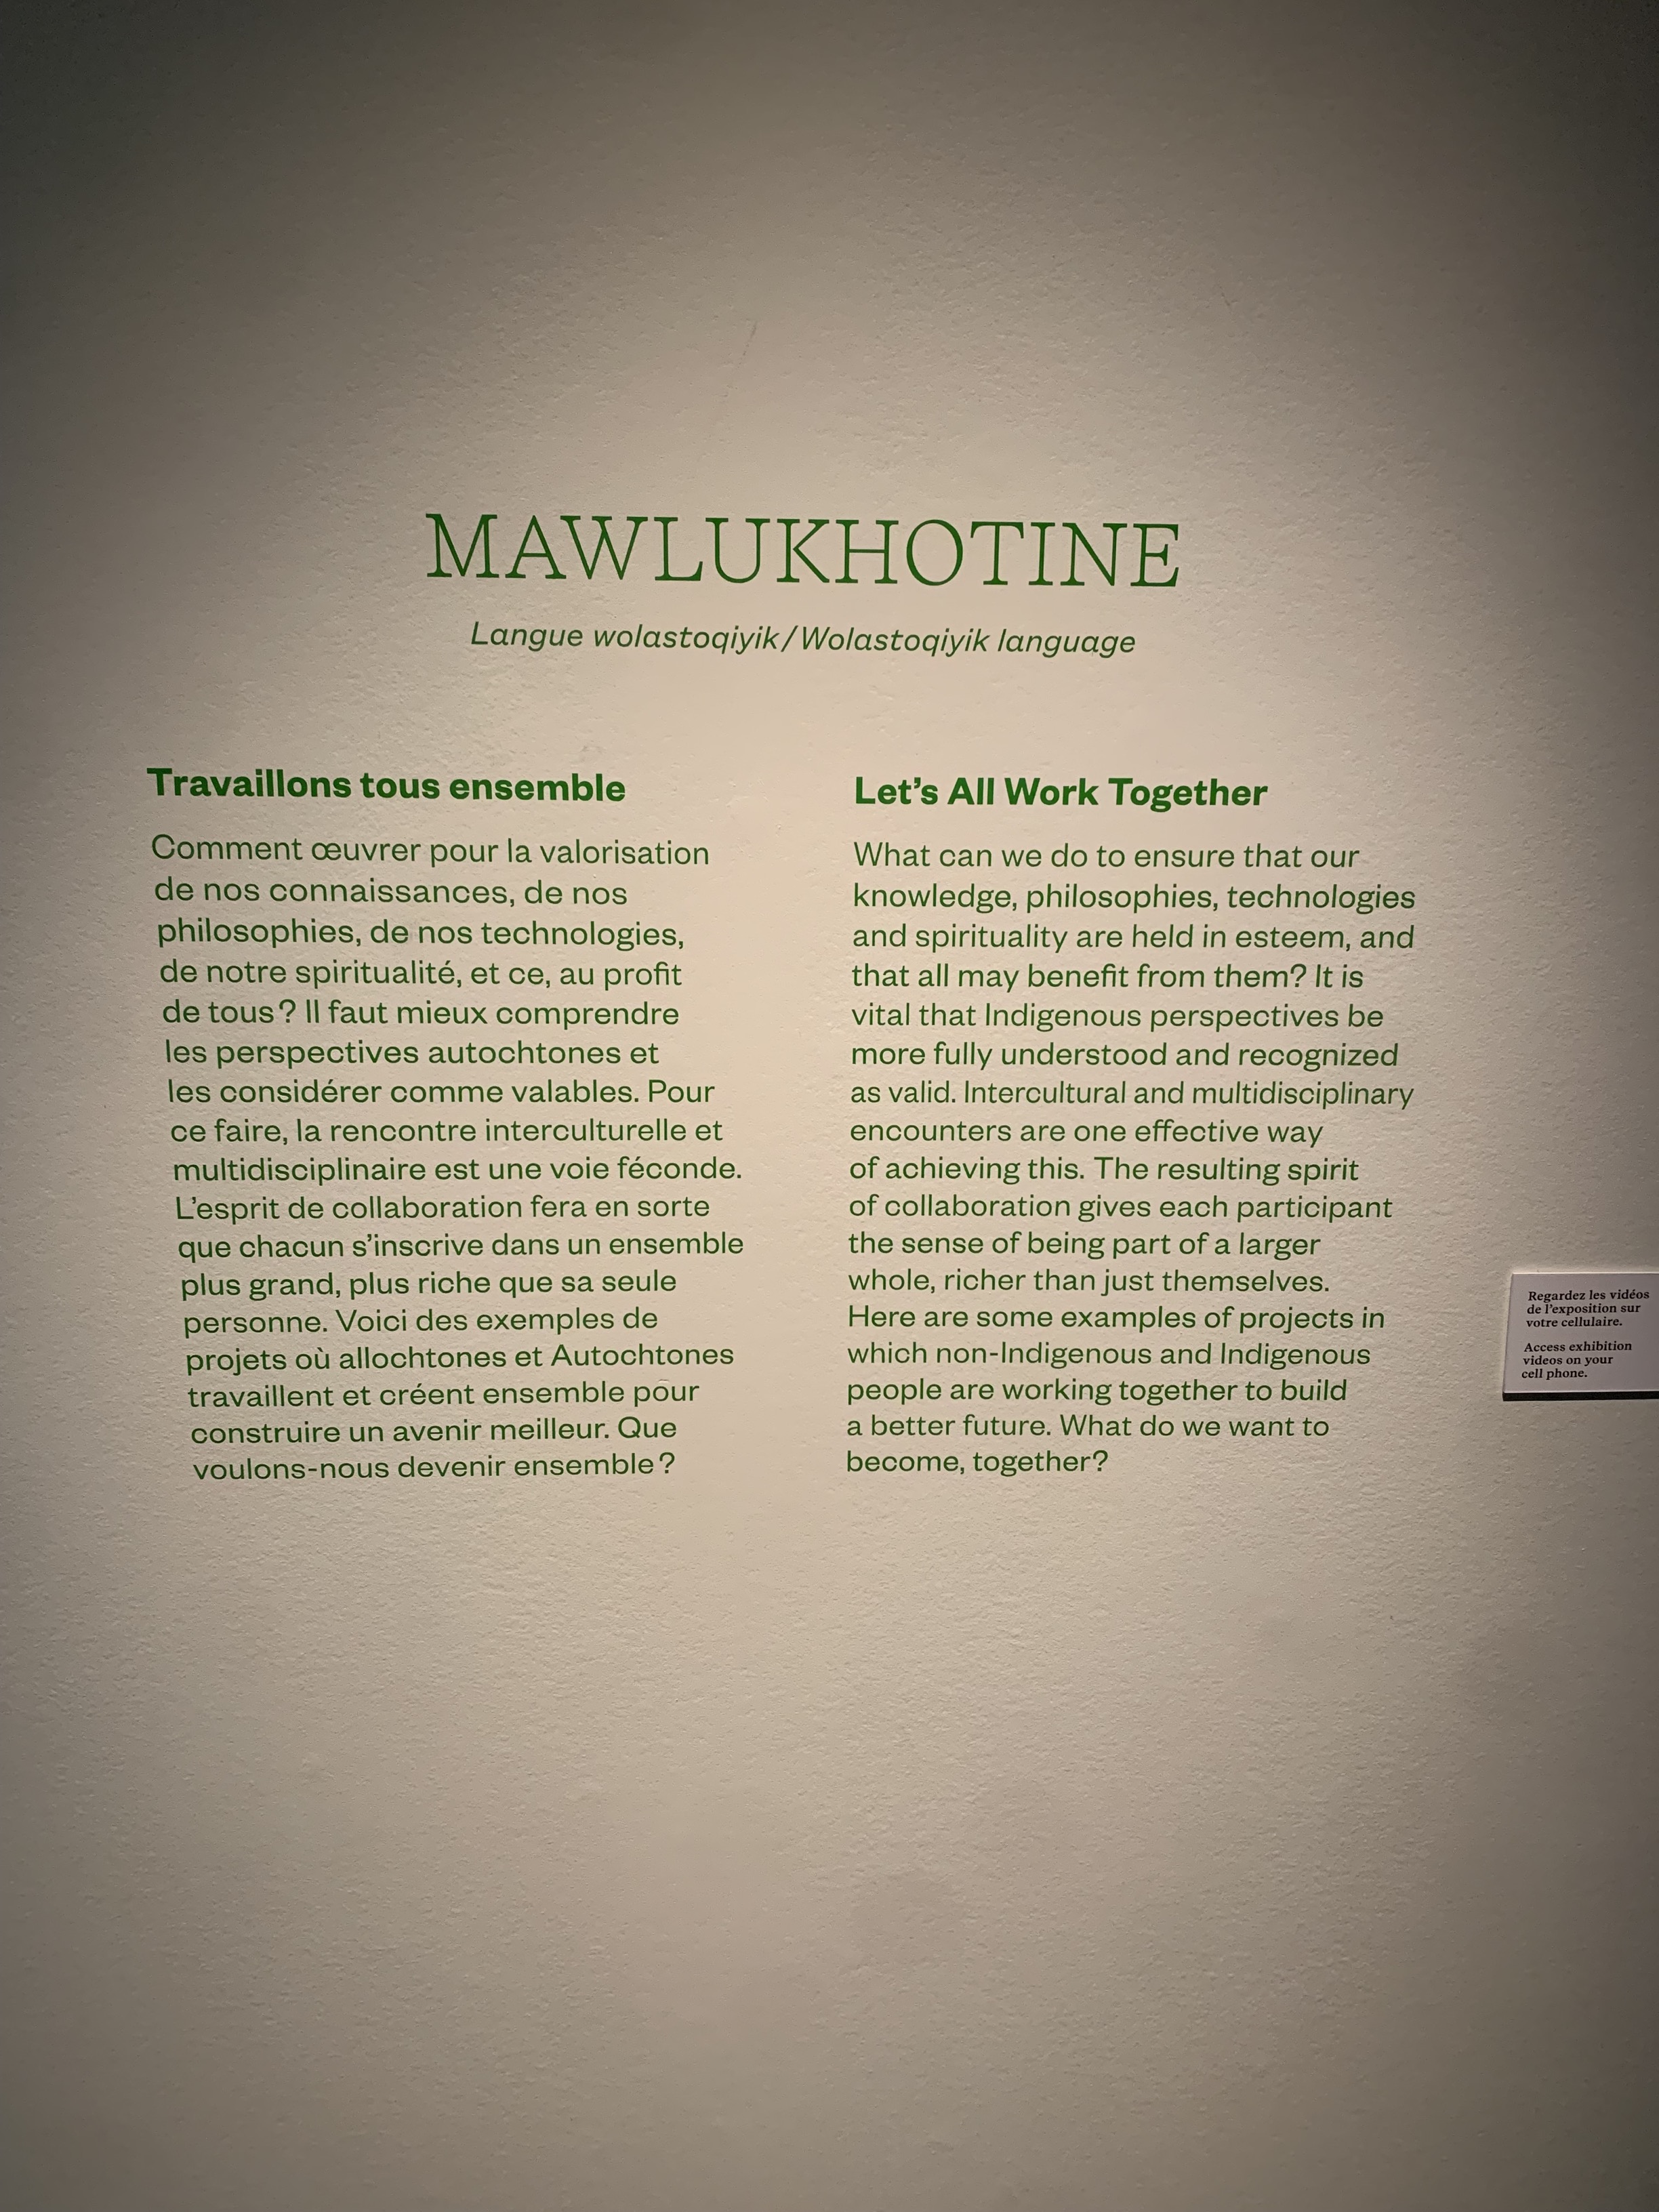 MAWLUKHOTINE
Langue wolastoqiyik/Wolastoqiyik language
Travaillons tous ensemble
Comment œuvrer pour la valorisation
de nos connaissances, de nos
philosophies, de nos technologies,
de notre spiritualité, et ce, au profit
de tous ? Il faut mieux comprendre
les perspectives autochtones et
les considérer comme valables. Pour
ce faire, la rencontre interculturelle et
multidisciplinaire est une voie féconde.
L’esprit de collaboration fera en sorte
que chacun s’inscrive dans un ensemble
plus grand, plus riche que sa seule
personne. Voici des exemples de
projets où allochtones et Autochtones
travaillent et créent ensemble pour
construire un avenir meilleur. Que
voulons-nous devenir ensemble ?
Let’s All Work Together
What can we do to ensure that our
knowledge, philosophies, technologies
and spirituality are held in esteem, and
that all may benefit from them? It is
vital that Indigenous perspectives be
more fully understood and recognized
as valid. Intercultural and multidisciplinary
encounters are one effective way
of achieving this. The resulting spirit
of collaboration gives each participant
the sense of being part of a larger
whole, richer than just themselves.
Here are some examples of projects in
which non-Indigenous and Indigenous
people are working together to build
a better future. What do we want to
become, together?
Regardez les vidéos
de l’exposition sur
votre cellulaire.
Access exhibition
videos on your
cell phone.